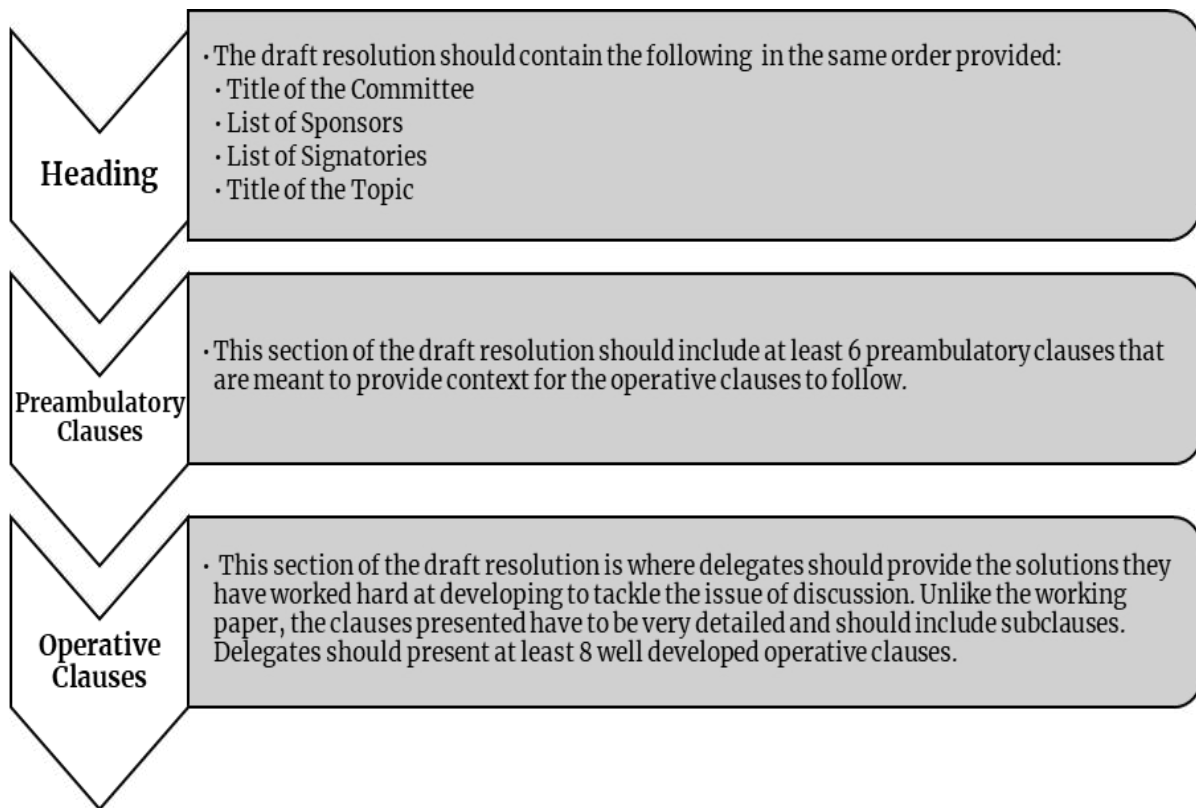 Heading
· The draft resolution should contain the following in the same order provided:
· Title of the Committee
· List of Sponsors
· List of Signatories
· Title of the Topic
Preambulatory
Clauses
· This section of the draft resolution should include at least 6 preambulatory clauses that
are meant to provide context for the operative clauses to follow.
Operative
Clauses
· This section of the draft resolution is where delegates should provide the solutions they
have worked hard at developing to tackle the issue of discussion. Unlike the working
paper, the clauses presented have to be very detailed and should include subclauses.
Delegates should present at least 8 well developed operative clauses.